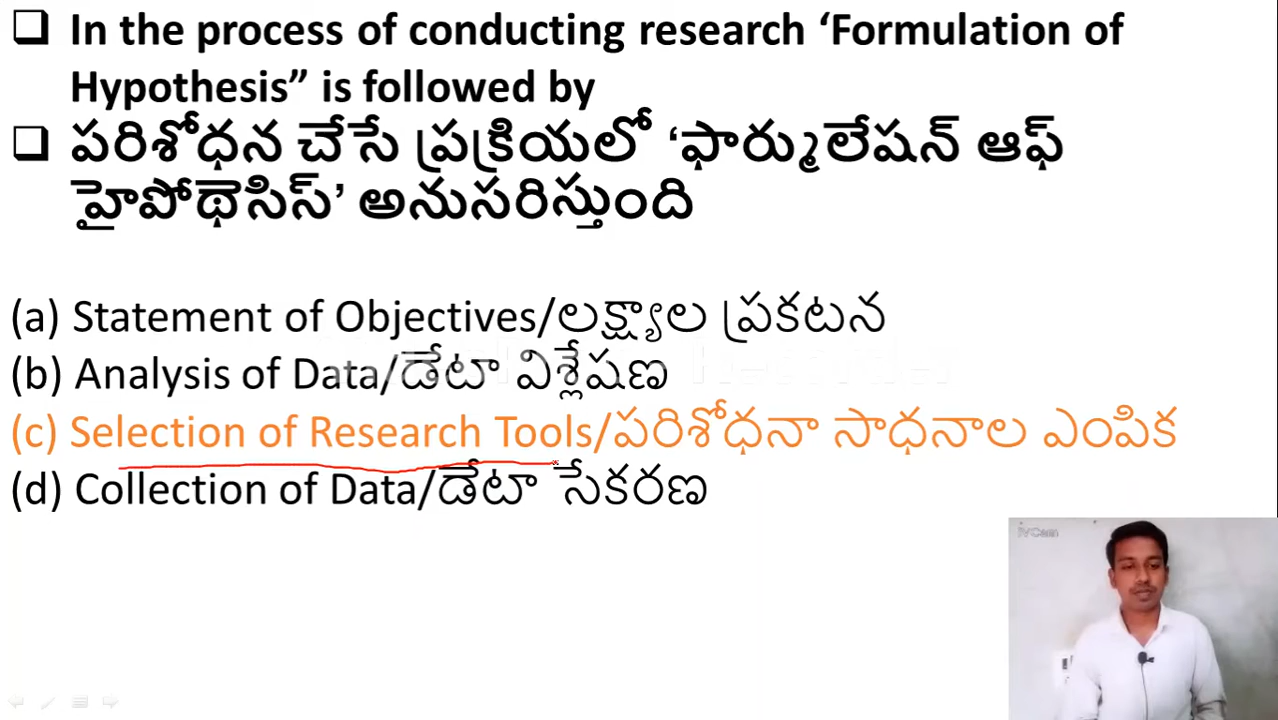 In the process of conducting research ‘Formulation of
Hypothesis” is followed by
పరిశోధన చేసే ప్రక్రియలో ‘ఫార్ములేషన్ ఆఫ్
హైపోథెసిస్’ అనుసరిస్తుంది
(a) Statement of Objectives/లక్ష్యాల ప్రకటన
(b) Analysis of Data/డేటా విశ్లేషణ
(c) Selection of Research Tools/పరిశోధనా సాధనాల ఎంపిక
(d) Collection of Data/డేటా సేకరణ
iVCam